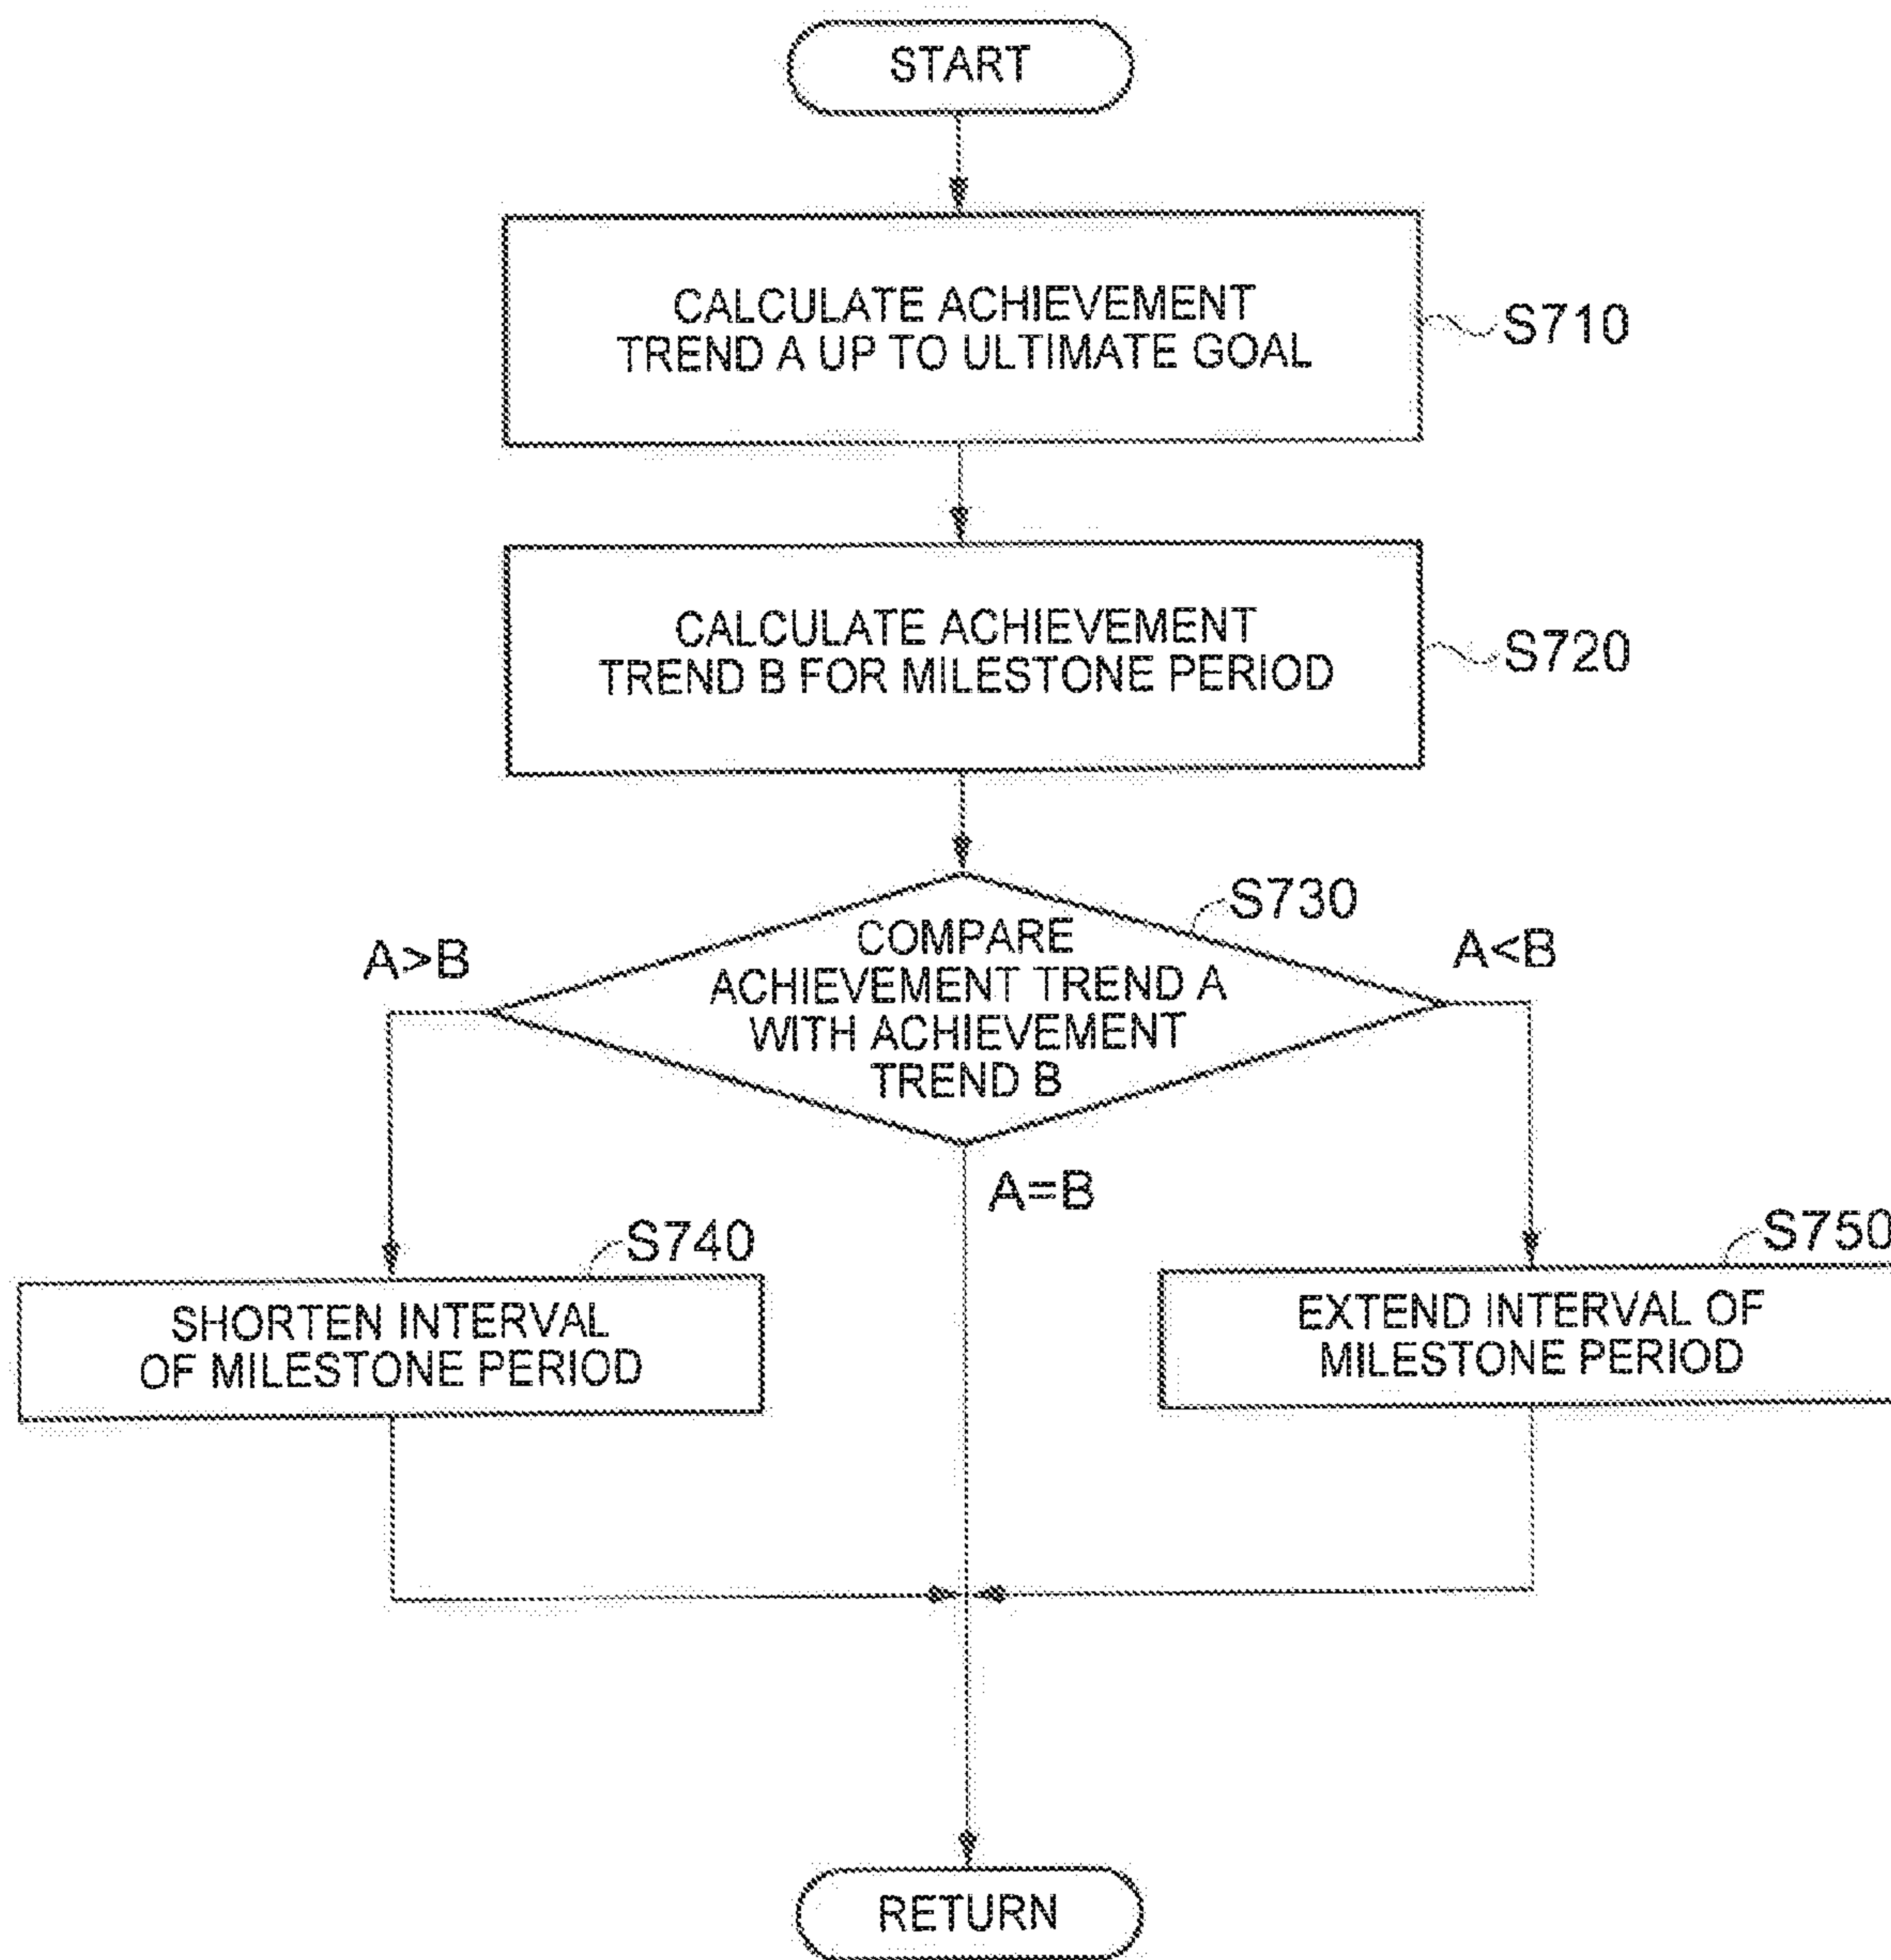 START
CALCULATE ACHIEVEMENT
TREND A UP TO ULTIMATE GOAL
S710
CALCULATE ACHIEVEMENT
TREND B FOR MILESTONE PERIOD
S720
S730
COMPARE
ACHIEVEMENT TREND A
WITH ACHIEVEMENT
TREND B
A>B
A<B
A=B
S740
SHORTEN INTERVAL
OF MILESTONE PERIOD
S750
EXTEND INTERVAL OF
MILESTONE PERIOD
RETURN